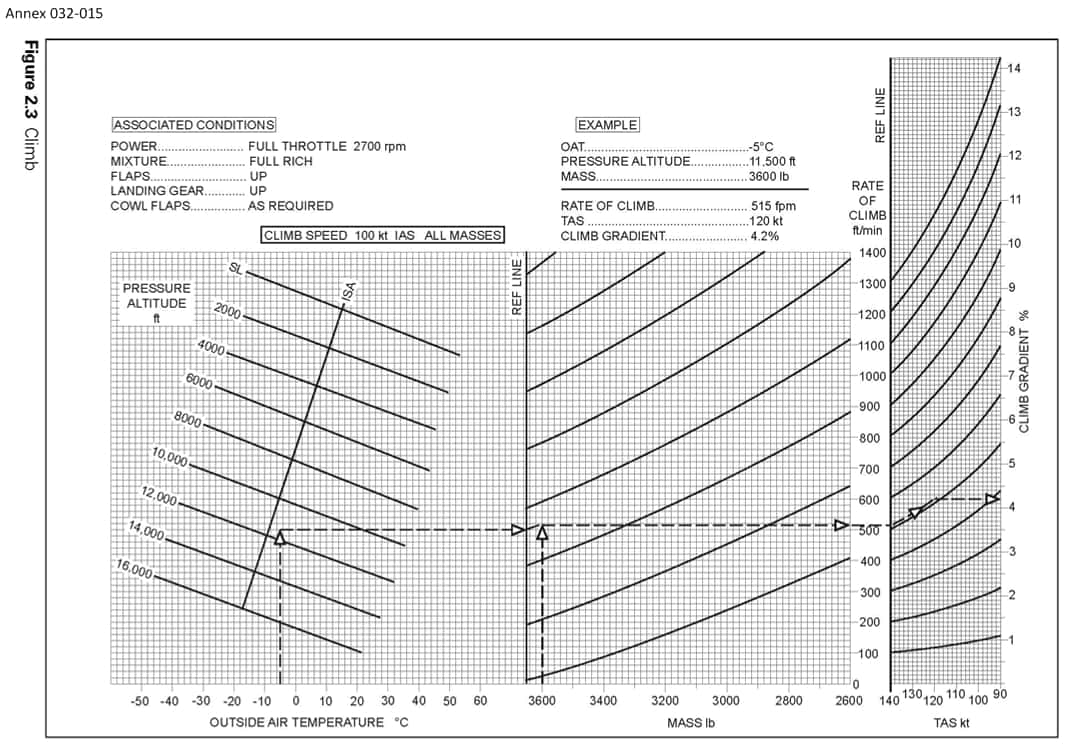 Annex 032-015
Figure 2.3 Climb
ASSOCIATED CONDITIONS
POWER........................ FULL THROTTLE 2700 rpm
MIXTURE...................... FULL RICH
FLAPS......................... UP
LANDING GEAR............ UP
COWL FLAPS................ AS REQUIRED
CLIMB SPEED 100 kt IAS ALL MASSES
EXAMPLE
OAT................................................-5°C
PRESSURE ALTITUDE...............11,500 ft
MASS.............................................3600 lb
RATE OF CLIMB.......................... 515 fpm
TAS ..............................................120 kt
CLIMB GRADIENT........................ 4.2%
PRESSURE
ALTITUDE
ft
SL
2000
4000
6000
8000
10,000
12,000
14,000
16,000
ISA
REF LINE
REF LINE
RATE
OF
CLIMB
ft/min
1400
1300
1200
1100
1000
900
800
700
600
500
400
300
200
100
0
14
13
12
11
10
9
8
7
6
5
4
3
2
1
CLIMB GRADIENT %
-50 -40 -30 -20 -10 0 10 20 30 40 50 60
3600 3400 3200 3000 2800 2600
140 130 120 110 100 90
OUTSIDE AIR TEMPERATURE °C
MASS lb
TAS kt